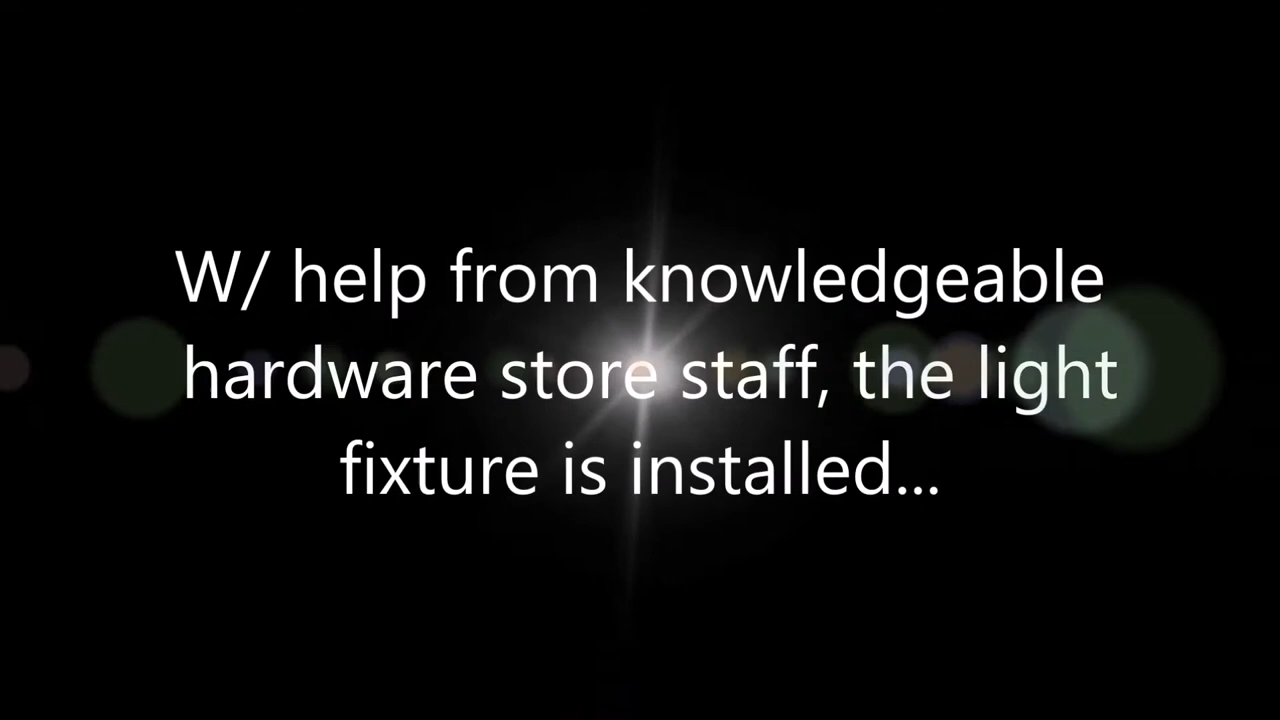 W/ help from knowledgeable
hardware store staff, the light
fixture is installed...